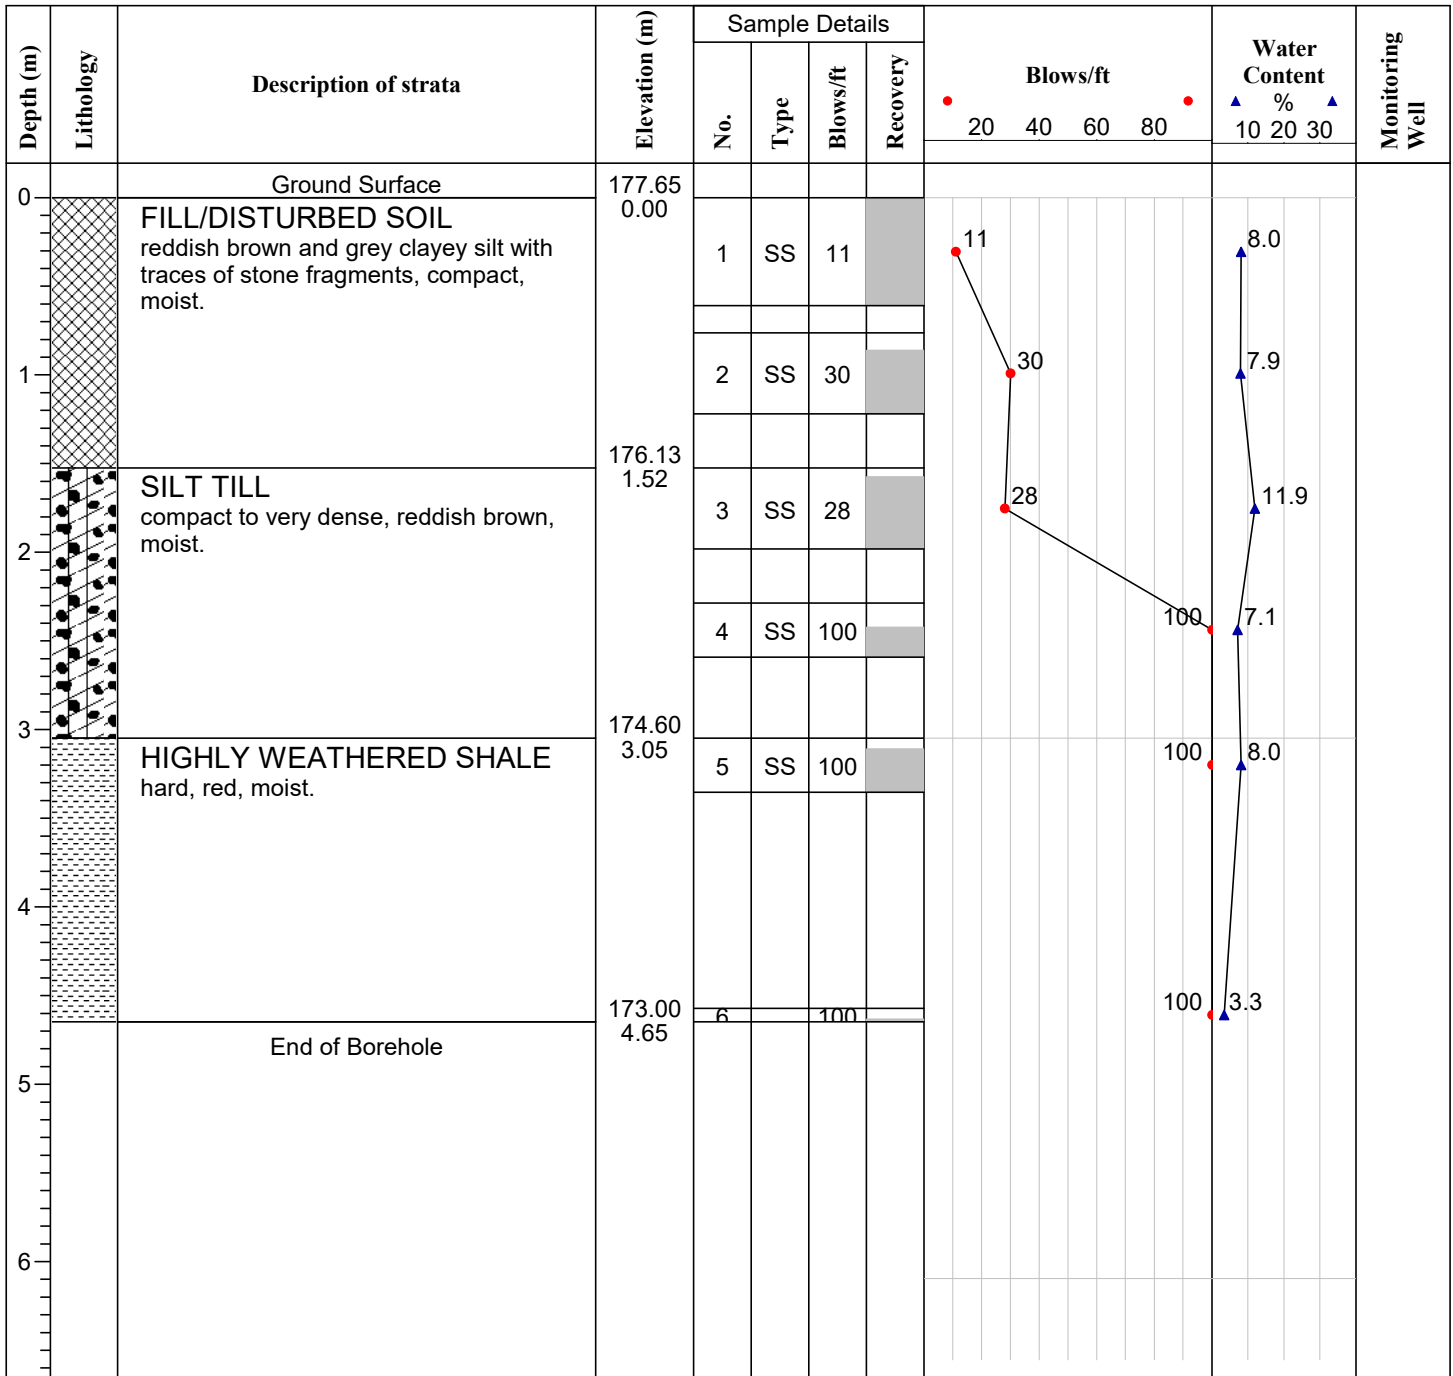 Depth (m)
Lithology
Description of strata
Elevation (m)
Sample Details
No.
Type
Blows/ft
Recovery
Blows/ft
20 40 60 80
Water
Content
%
10 20 30
Monitoring
Well
Ground Surface
177.65
0
0.00
FILL/DISTURBED SOIL
reddish brown and grey clayey silt with
traces of stone fragments, compact,
moist.
1 SS 11
11
8.0
1
2 SS 30
30
7.9
176.13
1.52
SILT TILL
compact to very dense, reddish brown,
moist.
3 SS 28
28
11.9
2
4 SS 100
100
7.1
3
174.60
3.05
HIGHLY WEATHERED SHALE
hard, red, moist.
5 SS 100
100
8.0
4
173.00
4.65
6 100
100
3.3
End of Borehole
5
6